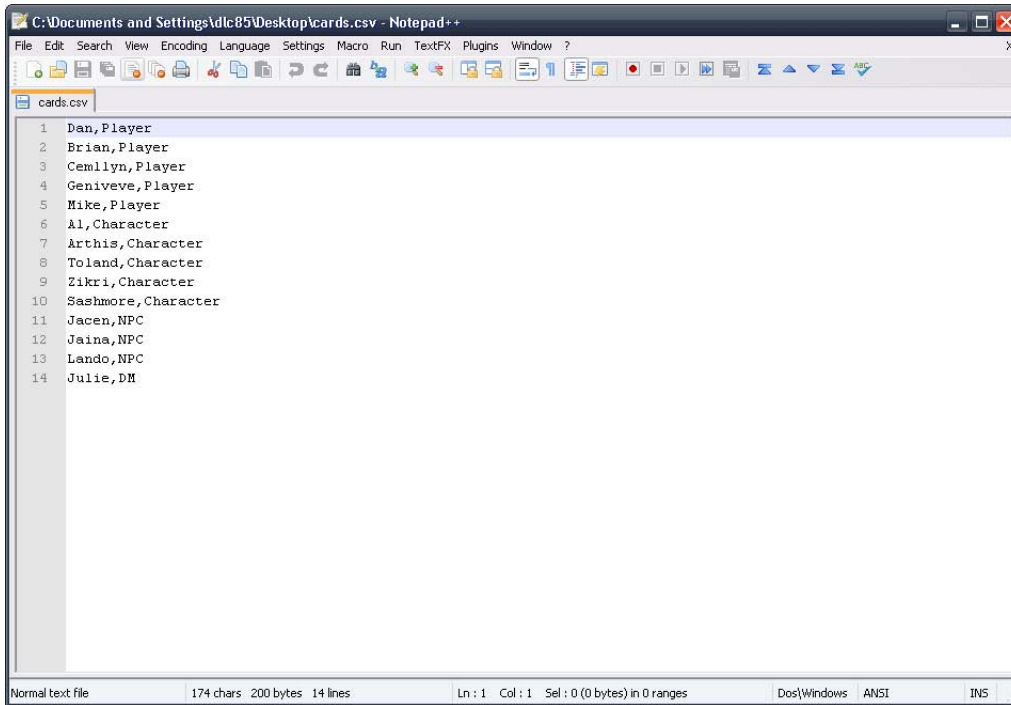 C:\Documents and Settings\dlc85\Desktop\cards.csv - Notepad++
File Edit Search View Encoding Language Settings Macro Run TextFX Plugins Window ? X
cards.csv
1 Dan,Player
2 Brian,Player
3 Cemllyn,Player
4 Geniveve,Player
5 Mike,Player
6 Al,Character
7 Arthis,Character
8 Toland,Character
9 Zikri,Character
10 Sashmore,Character
11 Jacen,NPC
12 Jaina,NPC
13 Lando,NPC
14 Julie,DM
Normal text file 174 chars 200 bytes 14 lines Ln : 1 Col : 1 Sel : 0 (0 bytes) in 0 ranges Dos\Windows ANSI INS